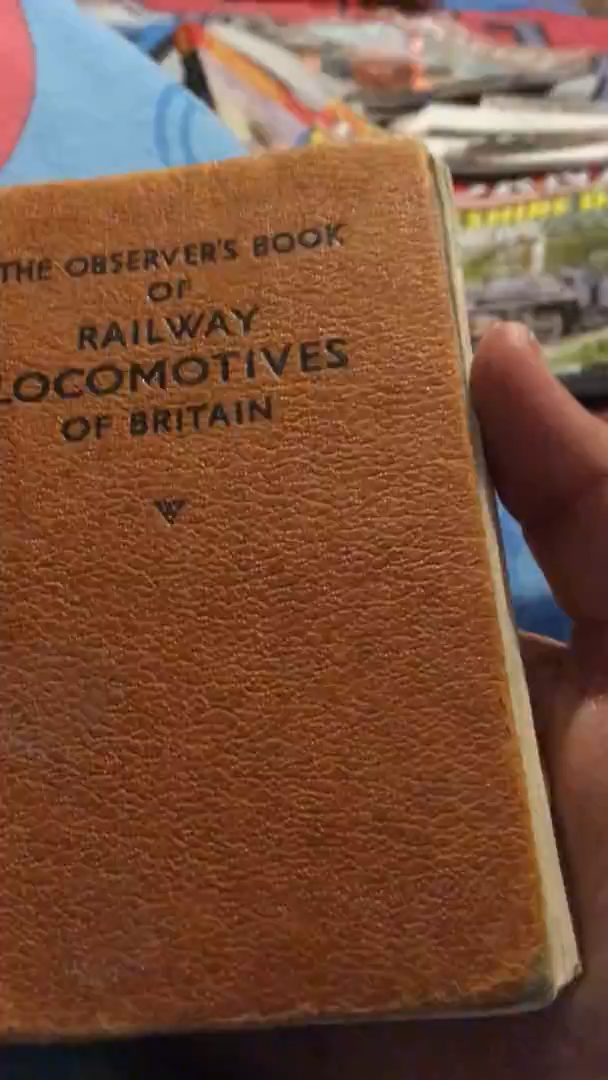 THE OBSERVER'S BOOK
OF
RAILWAY
LOCOMOTIVES
OF BRITAIN
W